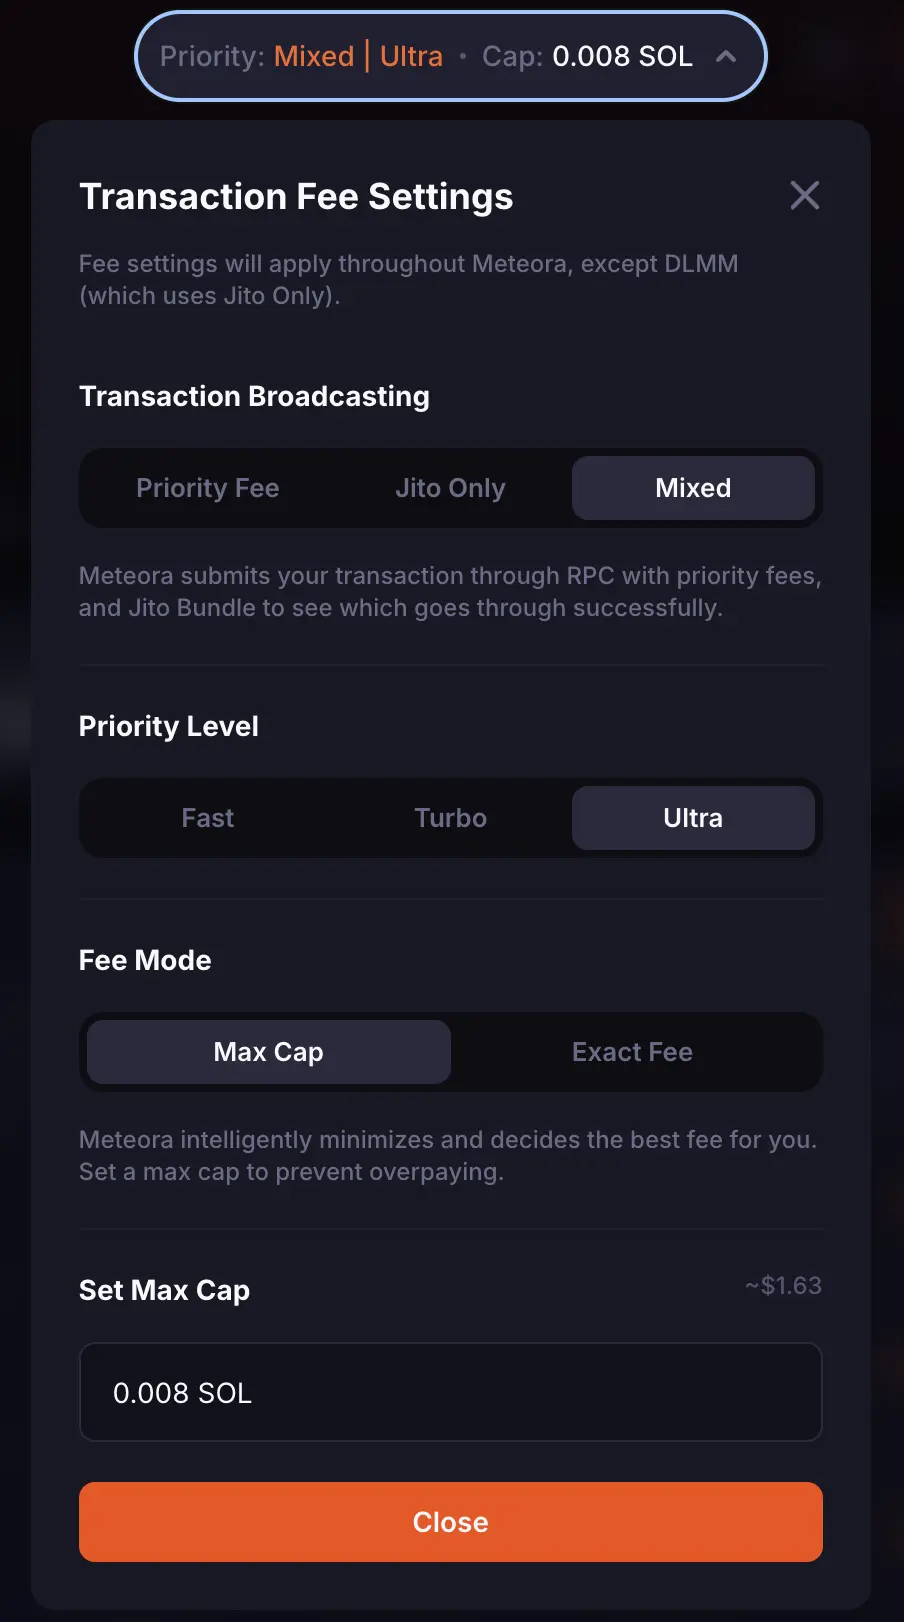 Priority: Mixed | Ultra • Cap: 0.008 SOL
Transaction Fee Settings
Fee settings will apply throughout Meteora, except DLMM
(which uses Jito Only).
Transaction Broadcasting
Priority Fee Jito Only Mixed
Meteora submits your transaction through RPC with priority fees,
and Jito Bundle to see which goes through successfully.
Priority Level
Fast Turbo Ultra
Fee Mode
Max Cap Exact Fee
Meteora intelligently minimizes and decides the best fee for you.
Set a max cap to prevent overpaying.
Set Max Cap ~$1.63
0.008 SOL
Close